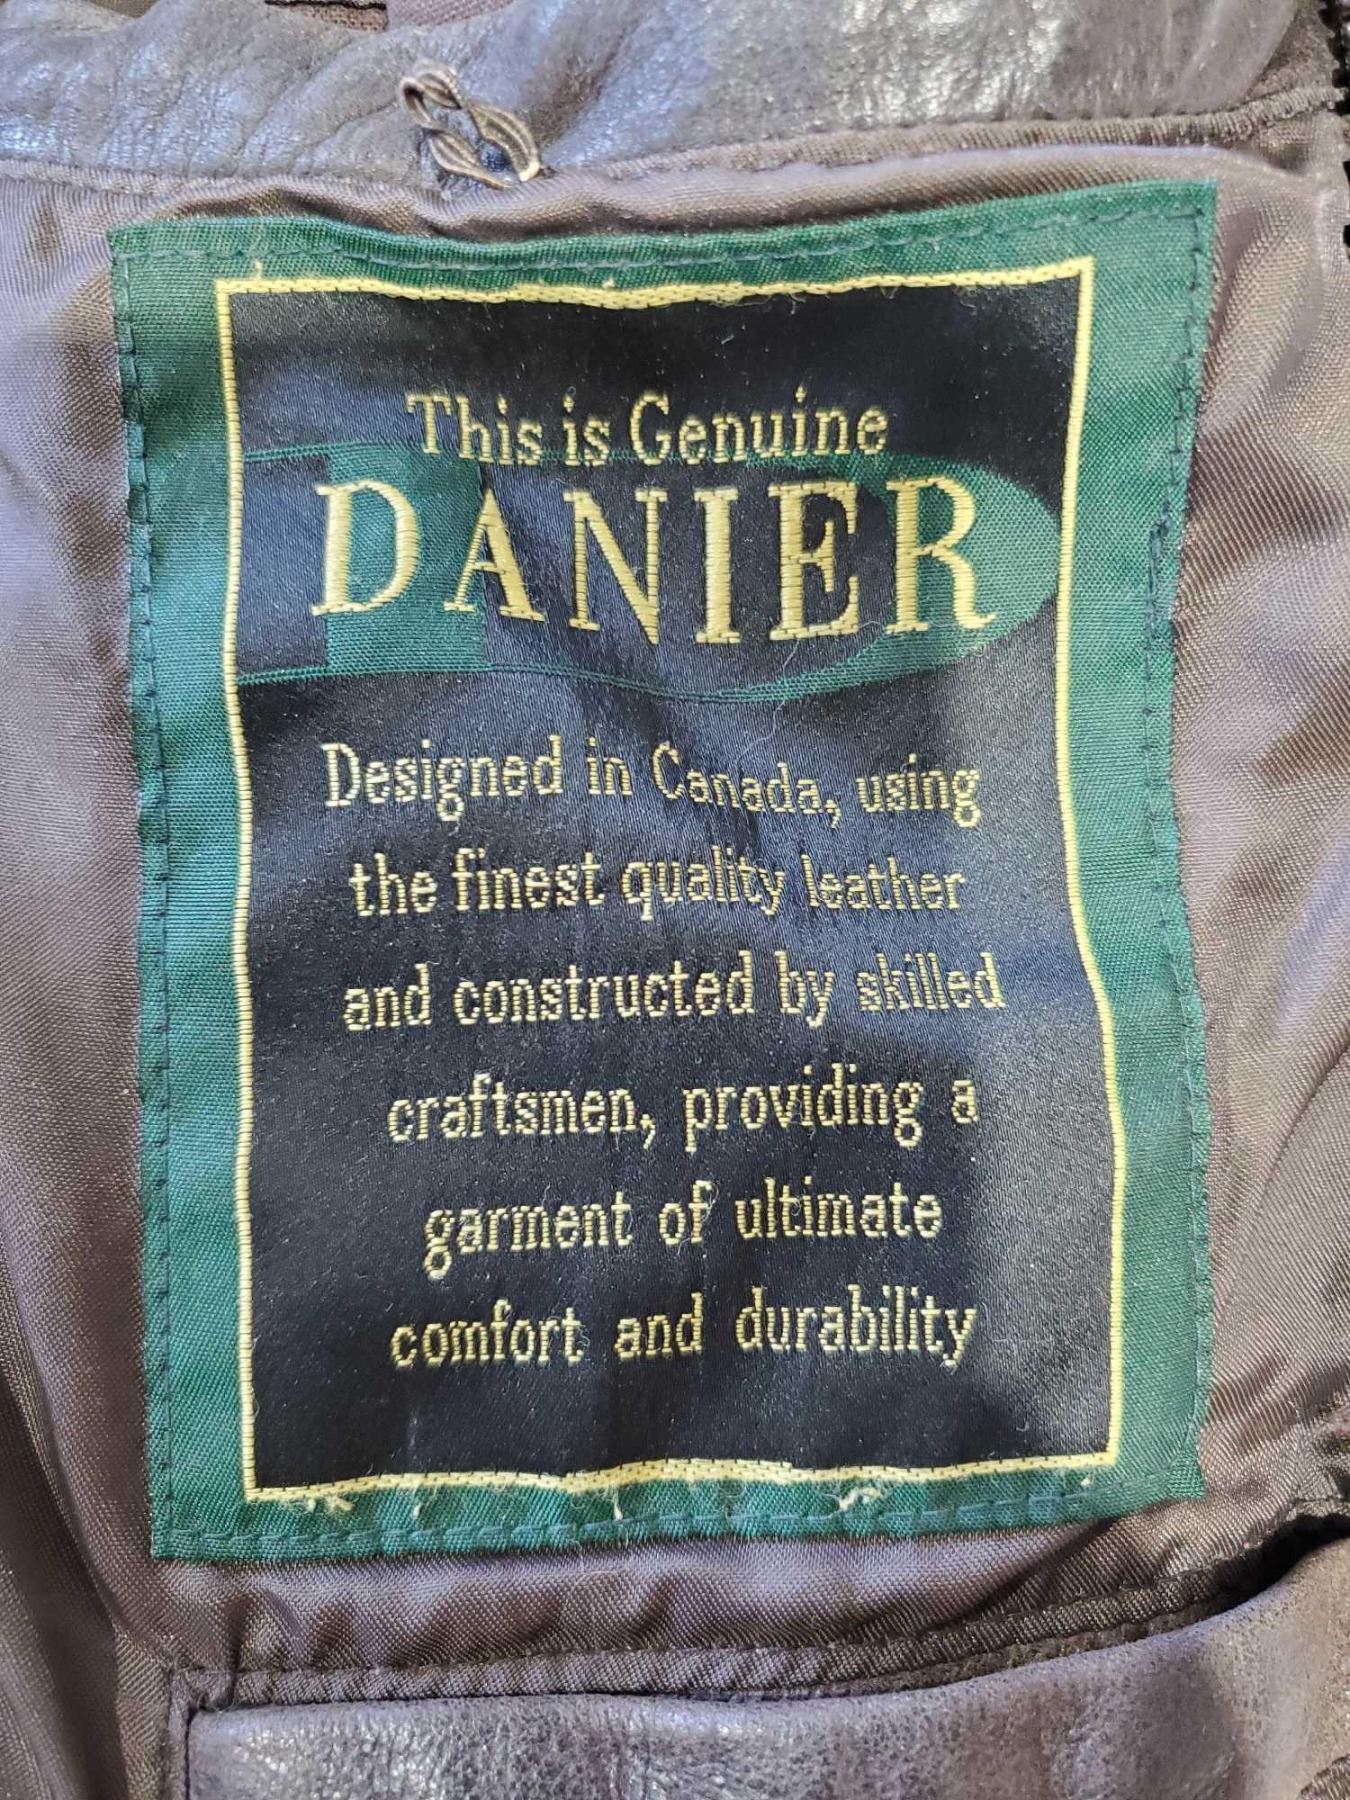 This is Genuine
DANIER
Designed in Canada, using
the finest quality leather
and constructed by skilled
craftsmen, providing a
garment of ultimate
comfort and durability